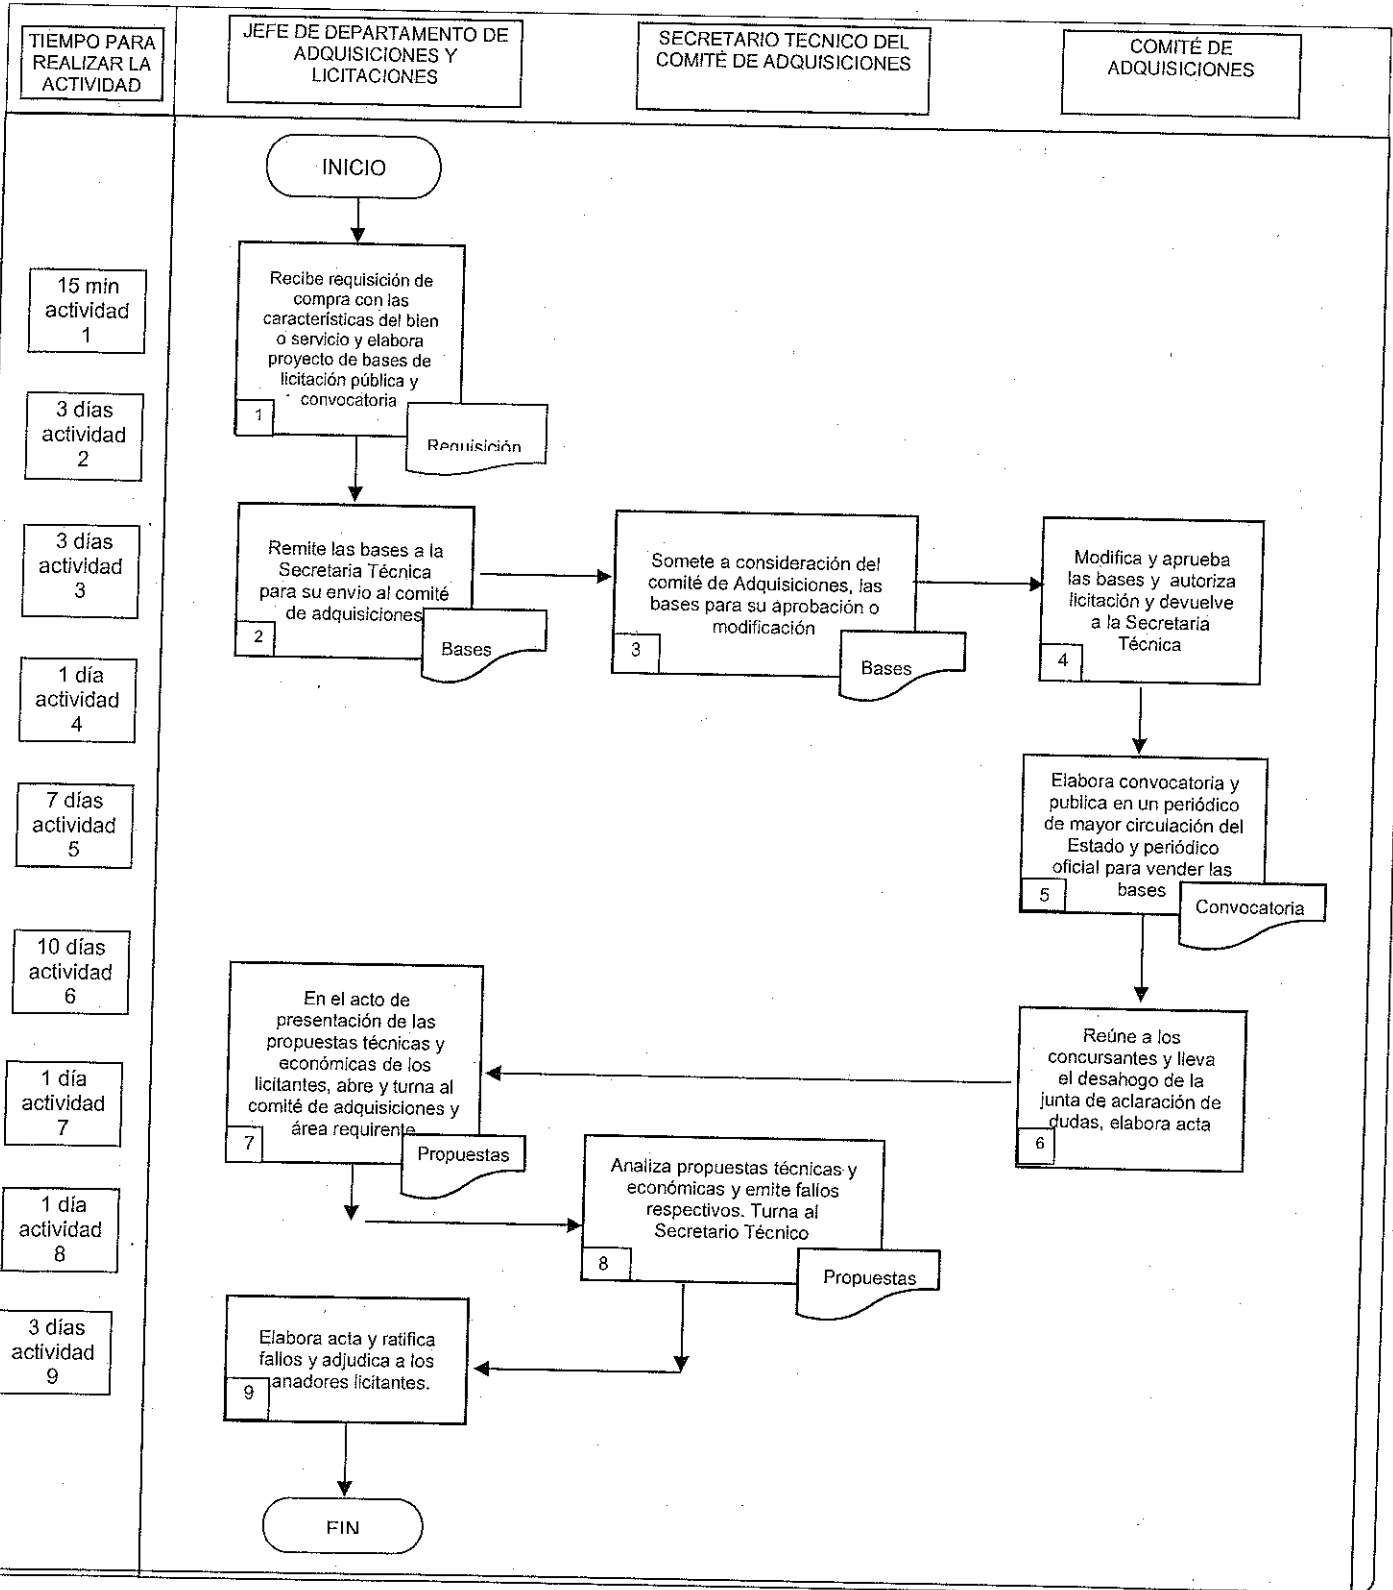 TIEMPO PARA
REALIZAR LA
ACTIVIDAD
JEFE DE DEPARTAMENTO DE
ADQUISICIONES Y
LICITACIONES
SECRETARIO TECNICO DEL
COMITÉ DE ADQUISICIONES
COMITÉ DE
ADQUISICIONES
INICIO
15 min
actividad
1
Recibe requisición de
compra con las
características del bien
o servicio y elabora
proyecto de bases de
licitación pública y
convocatoria
1
Requisición
3 días
actividad
2
3 días
actividad
3
Remite las bases a la
Secretaria Técnica
para su envio al comité
de adquisiciones
2
Bases
Somete a consideración del
comité de Adquisiciones, las
bases para su aprobación o
modificación
3
Bases
Modifica y aprueba
las bases y autoriza
licitación y devuelve
a la Secretaria
Técnica
4
1 día
actividad
4
7 días
actividad
5
Elabora convocatoria y
publica en un periódico
de mayor circulación del
Estado y periódico
oficial para vender las
bases
5
Convocatoria
10 días
actividad
6
Reúne a los
concursantes y lleva
el desahogo de la
junta de aclaración de
dudas, elabora acta
6
En el acto de
presentación de las
propuestas técnicas y
económicas de los
licitantes, abre y turna al
comité de adquisiciones y
área requirente
7
Propuestas
1 día
actividad
7
1 día
actividad
8
Analiza propuestas técnicas y
económicas y emite fallos
respectivos. Turna al
Secretario Técnico
8
Propuestas
3 días
actividad
9
Elabora acta y ratifica
fallos y adjudica a los
anadores licitantes.
9
FIN